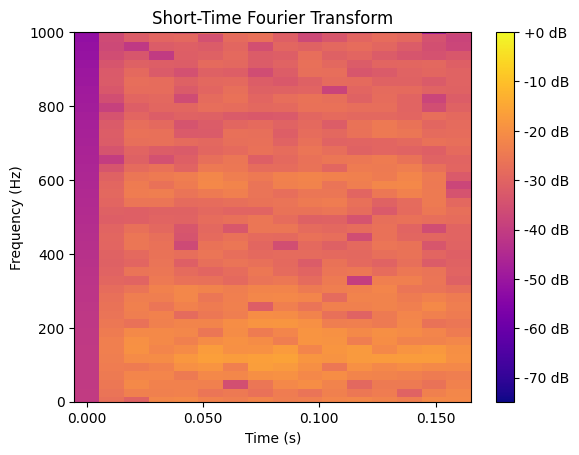 Short-Time Fourier Transform
Frequency (Hz)
1000
800
600
400
200
0
0.000
0.050
0.100
0.150
Time (s)
+0 dB
-10 dB
-20 dB
-30 dB
-40 dB
-50 dB
-60 dB
-70 dB